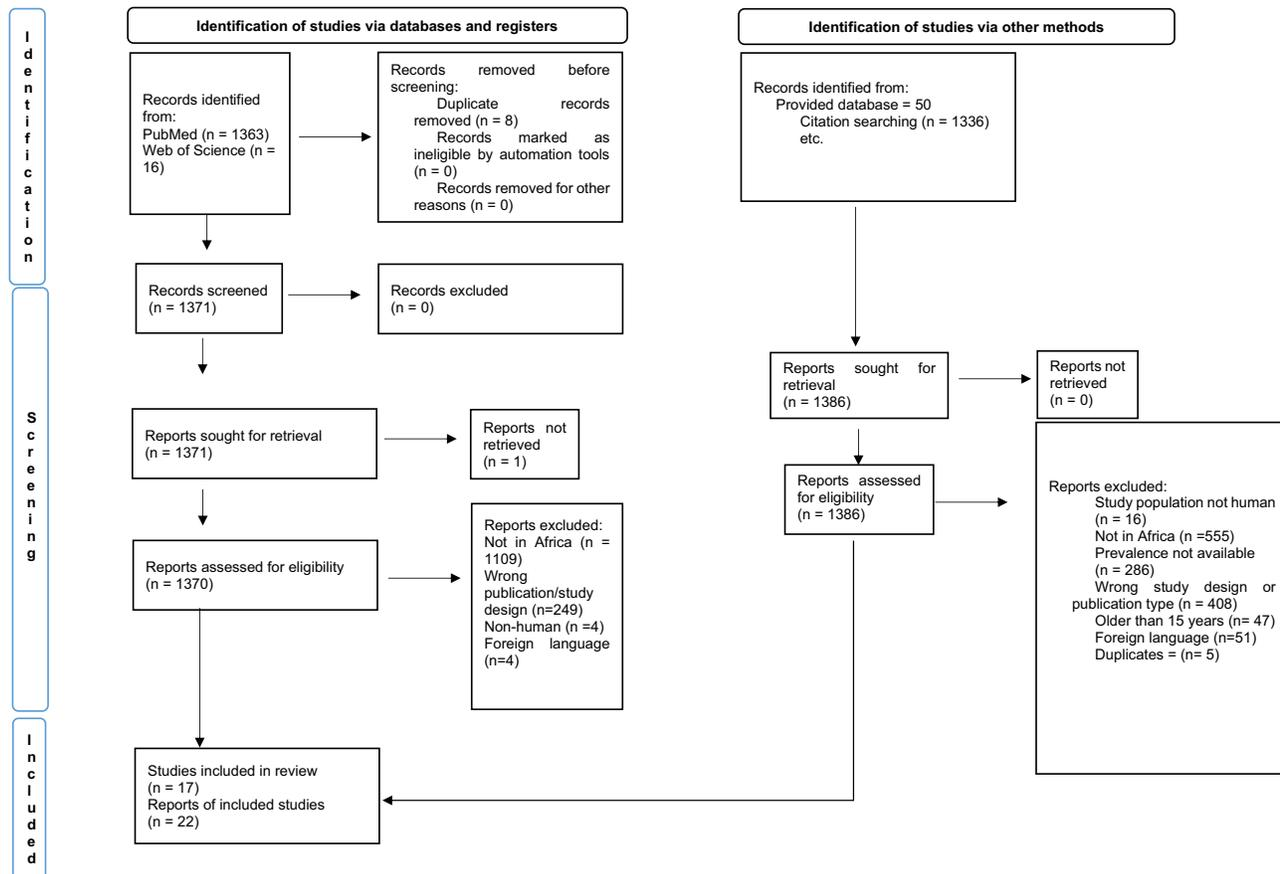 Identification of studies via databases and registers
Identification of studies via other methods
Identification
Records identified
from:
PubMed (n = 1363)
Web of Science (n =
16)
Records removed before
screening:
Duplicate records
removed (n = 8)
Records marked as
ineligible by automation tools
(n = 0)
Records removed for other
reasons (n = 0)
Records identified from:
Provided database = 50
Citation searching (n = 1336)
etc.
Screening
Records screened
(n = 1371)
Records excluded
(n = 0)
Reports sought for retrieval
(n = 1371)
Reports not
retrieved
(n = 1)
Reports assessed for eligibility
(n = 1370)
Reports excluded:
Not in Africa (n =
1109)
Wrong
publication/study
design (n=249)
Non-human (n =4)
Foreign language
(n=4)
Reports sought for
retrieval
(n = 1386)
Reports not
retrieved
(n = 0)
Reports assessed
for eligibility
(n = 1386)
Reports excluded:
Study population not human
(n = 16)
Not in Africa (n =555)
Prevalence not available
(n = 286)
Wrong study design or
publication type (n = 408)
Older than 15 years (n= 47)
Foreign language (n=51)
Duplicates = (n= 5)
Included
Studies included in review
(n = 17)
Reports of included studies
(n = 22)